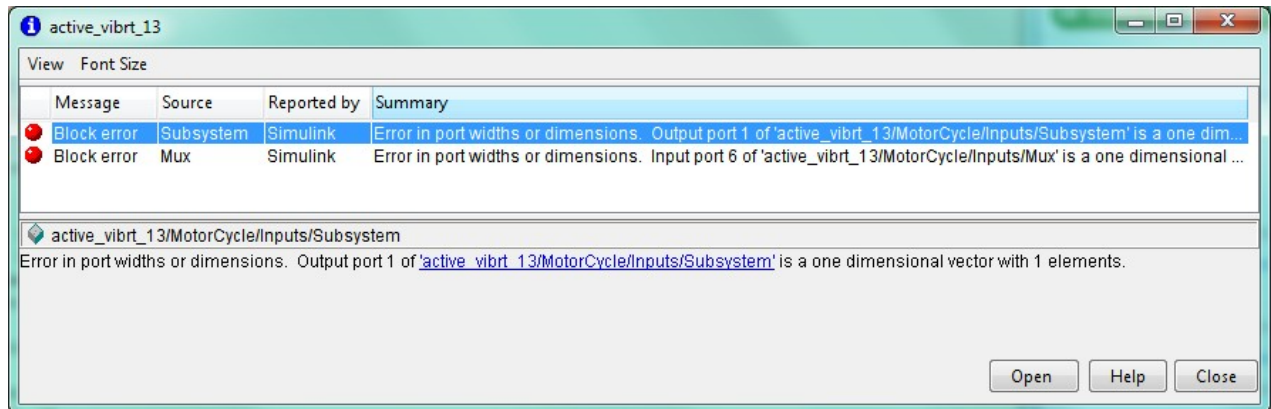 active_vibrt_13
View Font Size
Message Source Reported by Summary
Block error Subsystem Simulink Error in port widths or dimensions. Output port 1 of 'active_vibrt_13/MotorCycle/Inputs/Subsystem' is a one dim...
Block error Mux Simulink Error in port widths or dimensions. Input port 6 of 'active_vibrt_13/MotorCycle/Inputs/Mux' is a one dimensional ...
active_vibrt_13/MotorCycle/Inputs/Subsystem
Error in port widths or dimensions. Output port 1 of 'active_vibrt_13/MotorCycle/Inputs/Subsystem' is a one dimensional vector with 1 elements.
Open Help Close